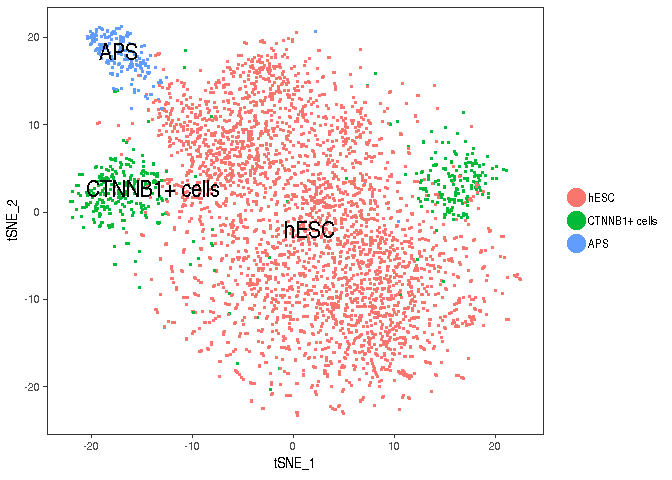 20
10
0
-10
-20
tSNE_2
APS
CTNNB1+ cells
hESC
-20
-10
0
10
20
tSNE_1
hESC
CTNNB1+ cells
APS